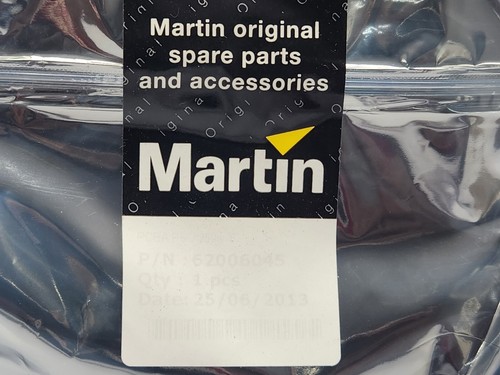 Martin original
spare parts
and accessories
Martin
P/N :62006045
Qty : 1 pcs
Date: 25/06/2013